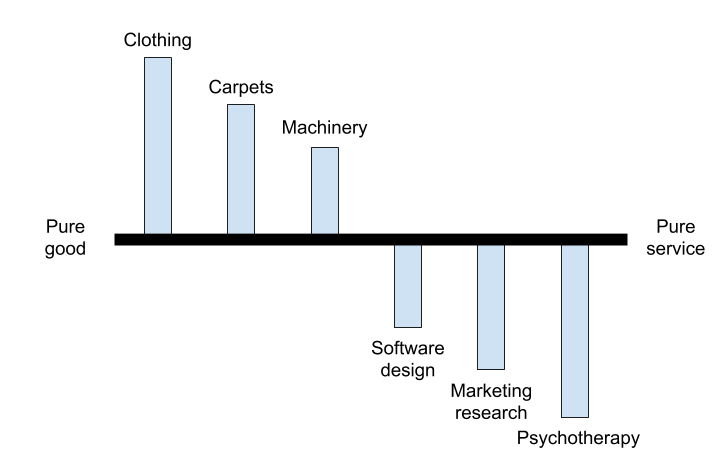 Clothing
Carpets
Machinery
Pure
good
Pure
service
Software
design
Marketing
research
Psychotherapy